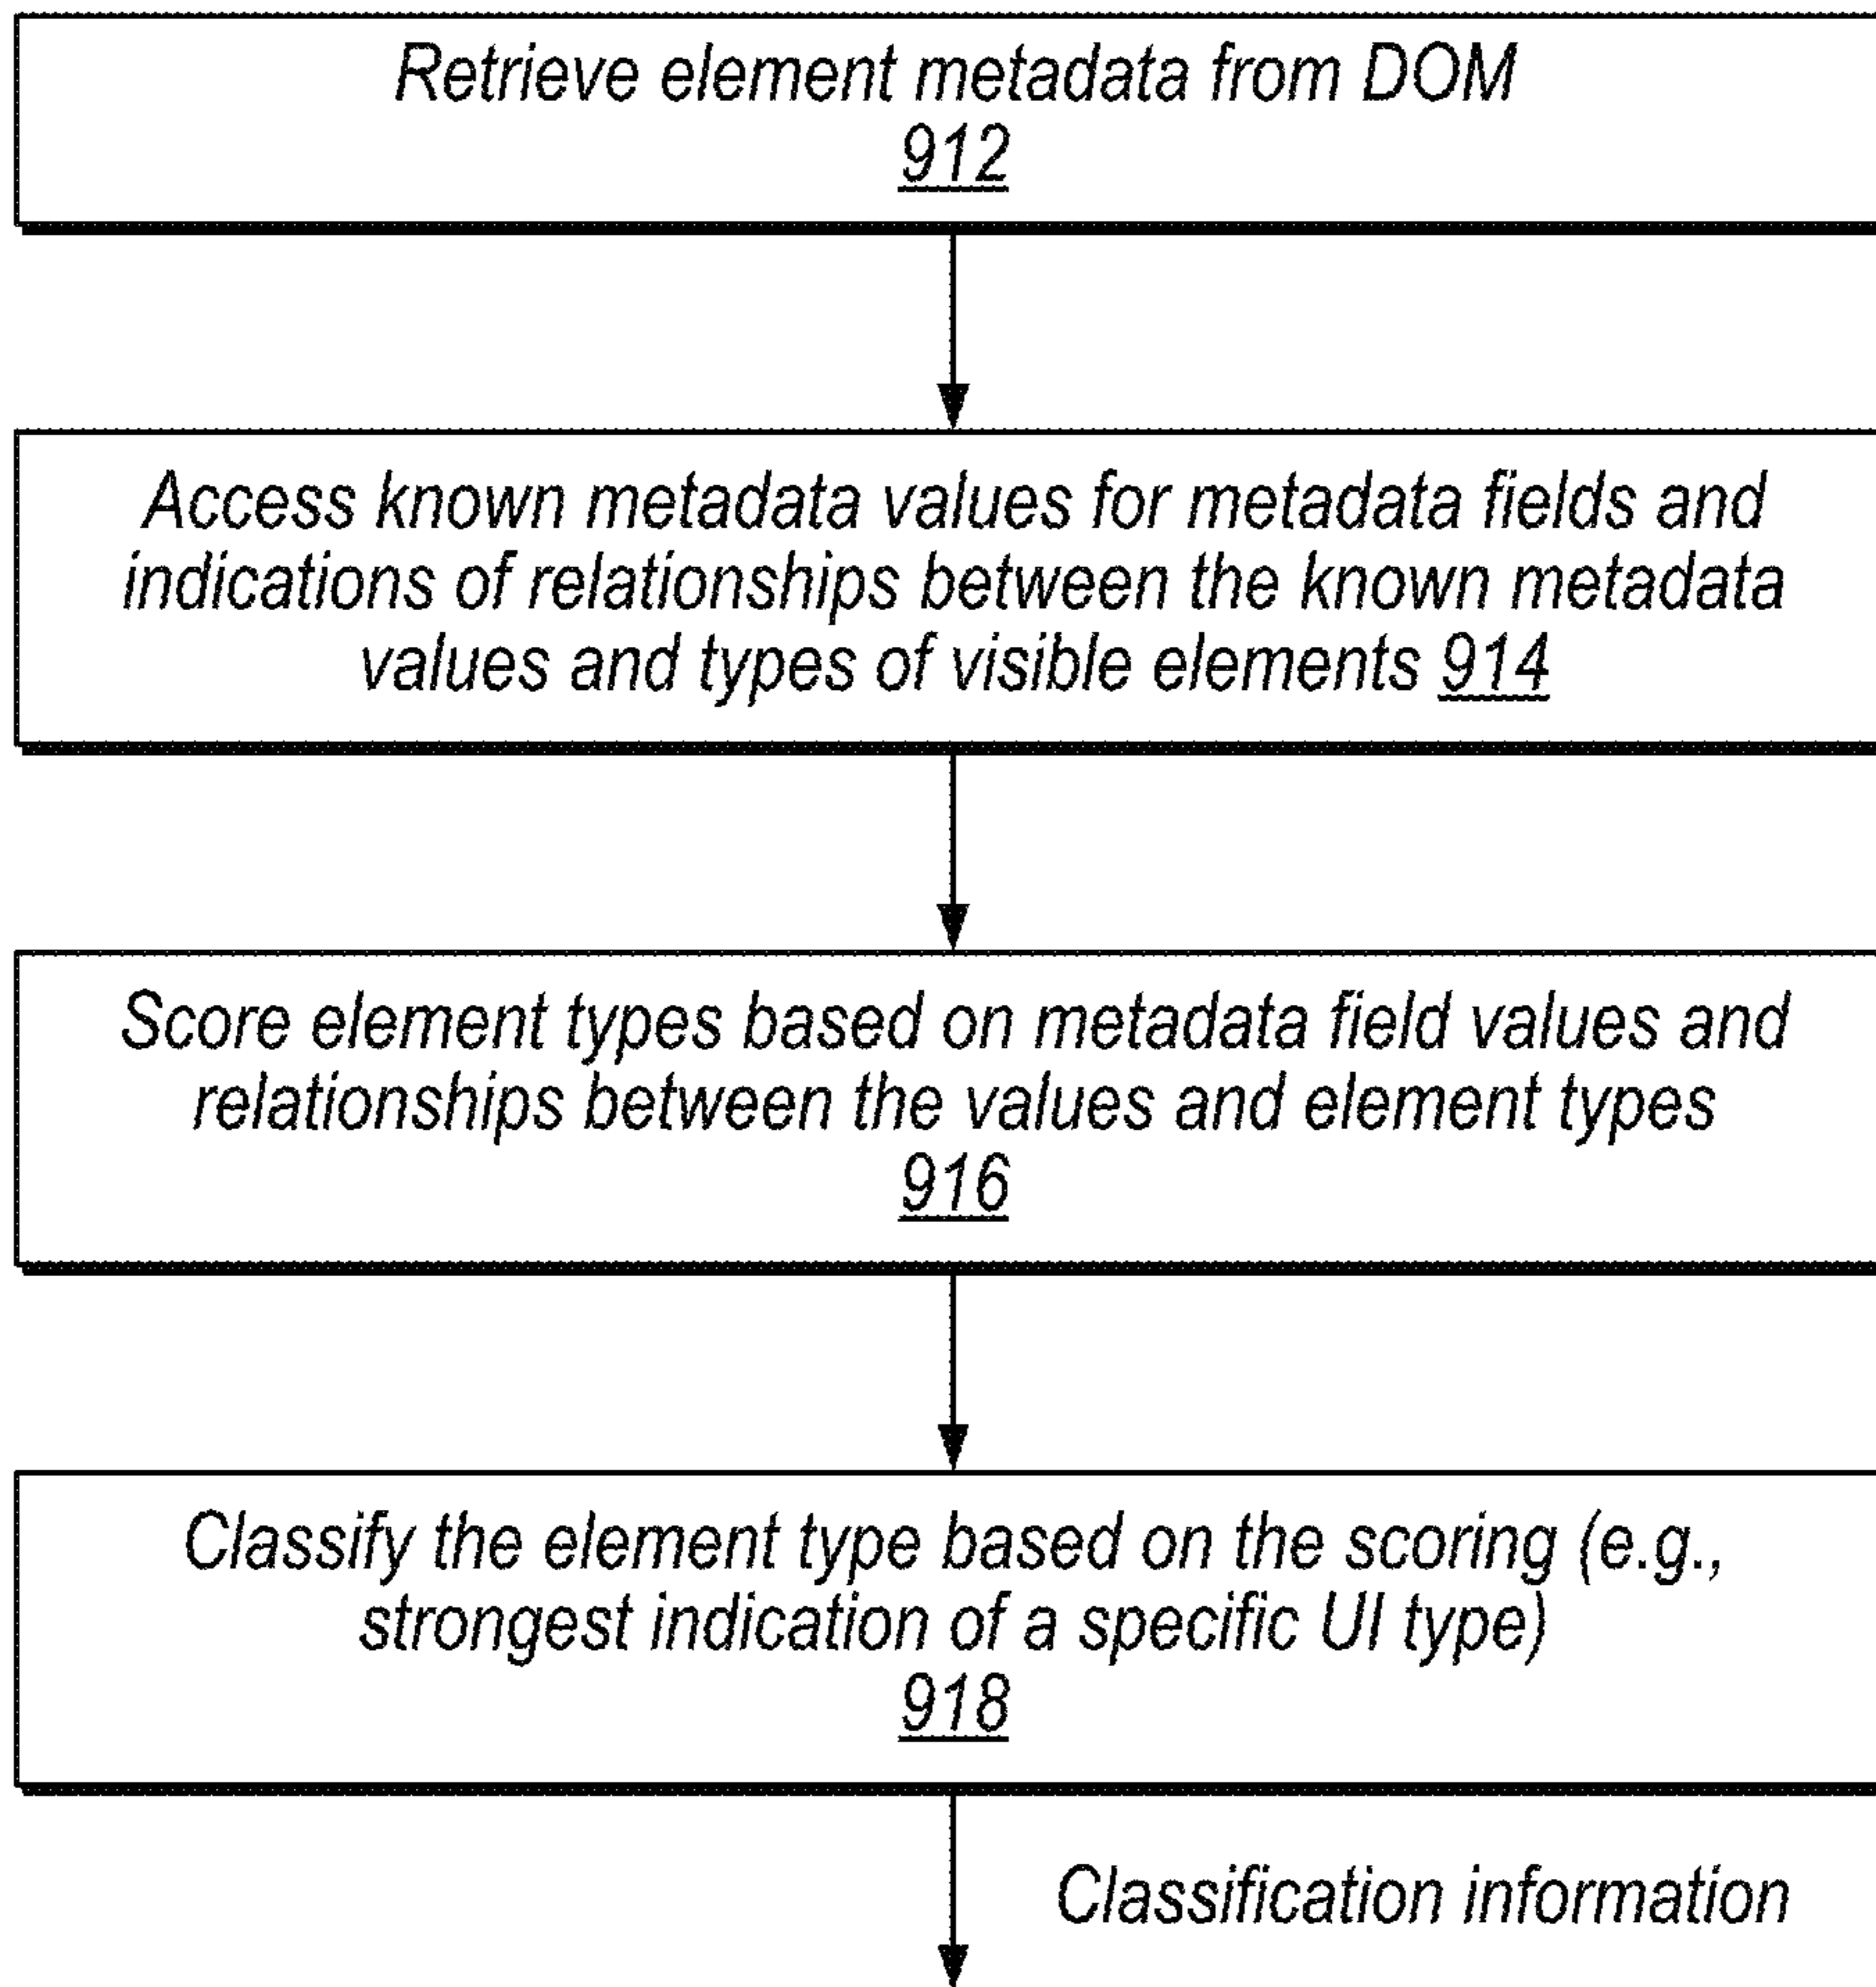 Retrieve element metadata from DOM
912
Access known metadata values for metadata fields and
indications of relationships between the known metadata
values and types of visible elements 914
Score element types based on metadata field values and
relationships between the values and element types
916
Classify the element type based on the scoring (e.g.,
strongest indication of a specific UI type)
918
Classification information